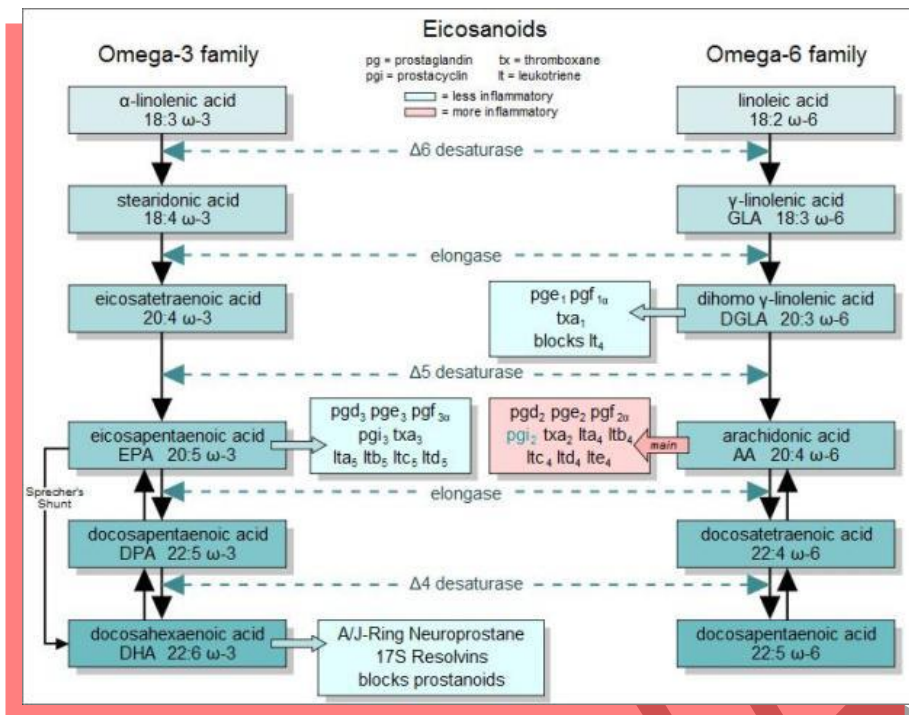 Eicosanoids
Omega-3 family
Omega-6 family
pg = prostaglandin
tx = thromboxane
pgi = prostacyclin
lt = leukotriene
= less inflammatory
= more inflammatory
α-linolenic acid
18:3 ω-3
linoleic acid
18:2 ω-6
Δ6 desaturase
stearidonic acid
18:4 ω-3
γ-linolenic acid
GLA 18:3 ω-6
elongase
eicosatetraenoic acid
20:4 ω-3
pge₁ pgf₁α
txa₁
blocks lt₄
dihomo γ-linolenic acid
DGLA 20:3 ω-6
Δ5 desaturase
eicosapentaenoic acid
EPA 20:5 ω-3
pgd₃ pge₃ pgf₃α
pgi₃ txa₃
lta₅ ltb₅ ltc₅ ltd₅
pgd₂ pge₂ pgf₂α
pgi₂ txa₂ lta₄ ltb₄
ltc₄ ltd₄ lte₄
main
arachidonic acid
AA 20:4 ω-6
Sprecher's
Shunt
elongase
docosapentaenoic acid
DPA 22:5 ω-3
docosatetraenoic acid
22:4 ω-6
Δ4 desaturase
docosahexaenoic acid
DHA 22:6 ω-3
A/J-Ring Neuroprostane
17S Resolvins
blocks prostanoids
docosapentaenoic acid
22:5 ω-6